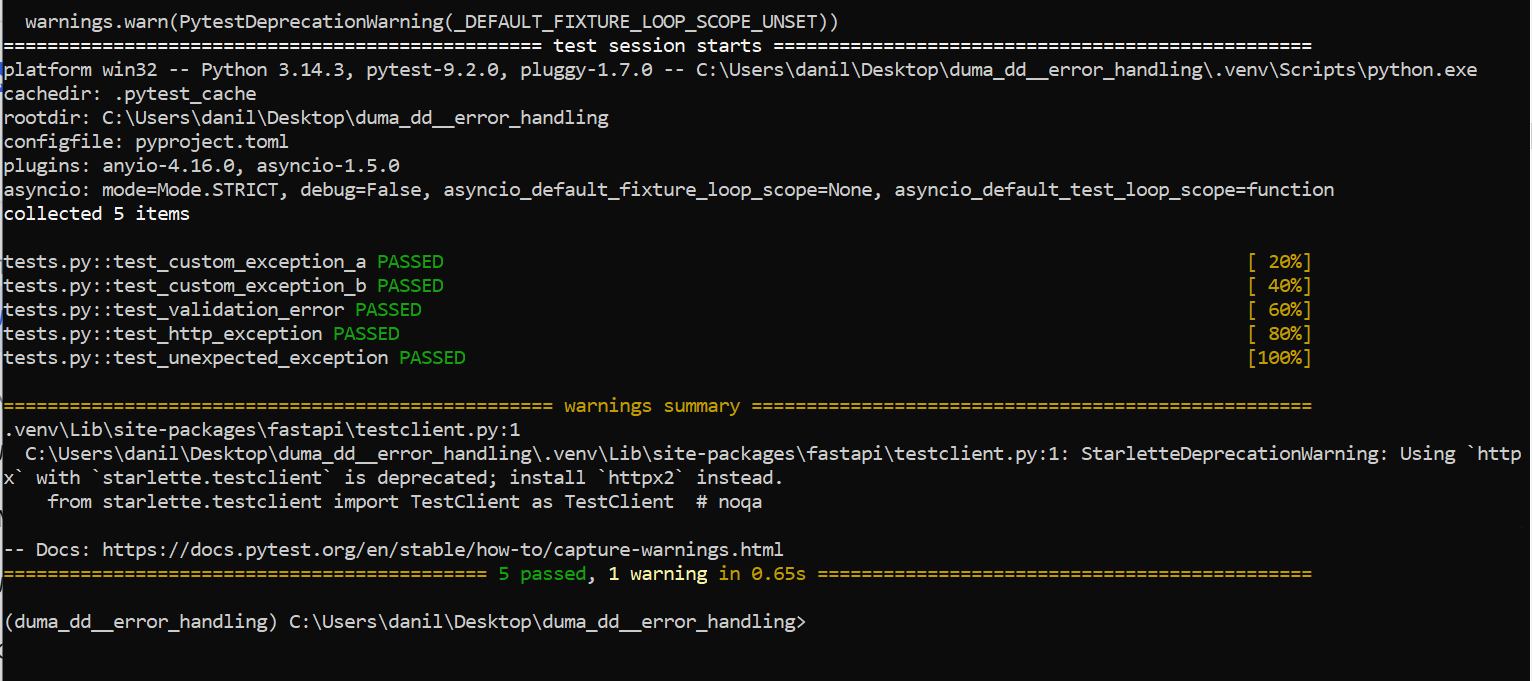 warnings.warn(PytestDeprecationWarning(_DEFAULT_FIXTURE_LOOP_SCOPE_UNSET))
================================================= test session starts =================================================
platform win32 -- Python 3.14.3, pytest-9.2.0, pluggy-1.7.0 -- C:\Users\danil\Desktop\duma_dd__error_handling\.venv\Scripts\python.exe
cachedir: .pytest_cache
rootdir: C:\Users\danil\Desktop\duma_dd__error_handling
configfile: pyproject.toml
plugins: anyio-4.16.0, asyncio-1.5.0
asyncio: mode=Mode.STRICT, debug=False, asyncio_default_fixture_loop_scope=None, asyncio_default_test_loop_scope=function
collected 5 items
tests.py::test_custom_exception_a PASSED [ 20%]
tests.py::test_custom_exception_b PASSED [ 40%]
tests.py::test_validation_error PASSED [ 60%]
tests.py::test_http_exception PASSED [ 80%]
tests.py::test_unexpected_exception PASSED [100%]
================================================== warnings summary ===================================================
.venv\Lib\site-packages\fastapi\testclient.py:1
C:\Users\danil\Desktop\duma_dd__error_handling\.venv\Lib\site-packages\fastapi\testclient.py:1: StarletteDeprecationWarning: Using `http
x` with `starlette.testclient` is deprecated; install `httpx2` instead.
from starlette.testclient import TestClient as TestClient  # noqa
-- Docs: https://docs.pytest.org/en/stable/how-to/capture-warnings.html
============================================ 5 passed, 1 warning in 0.65s =============================================
(duma_dd__error_handling) C:\Users\danil\Desktop\duma_dd__error_handling>